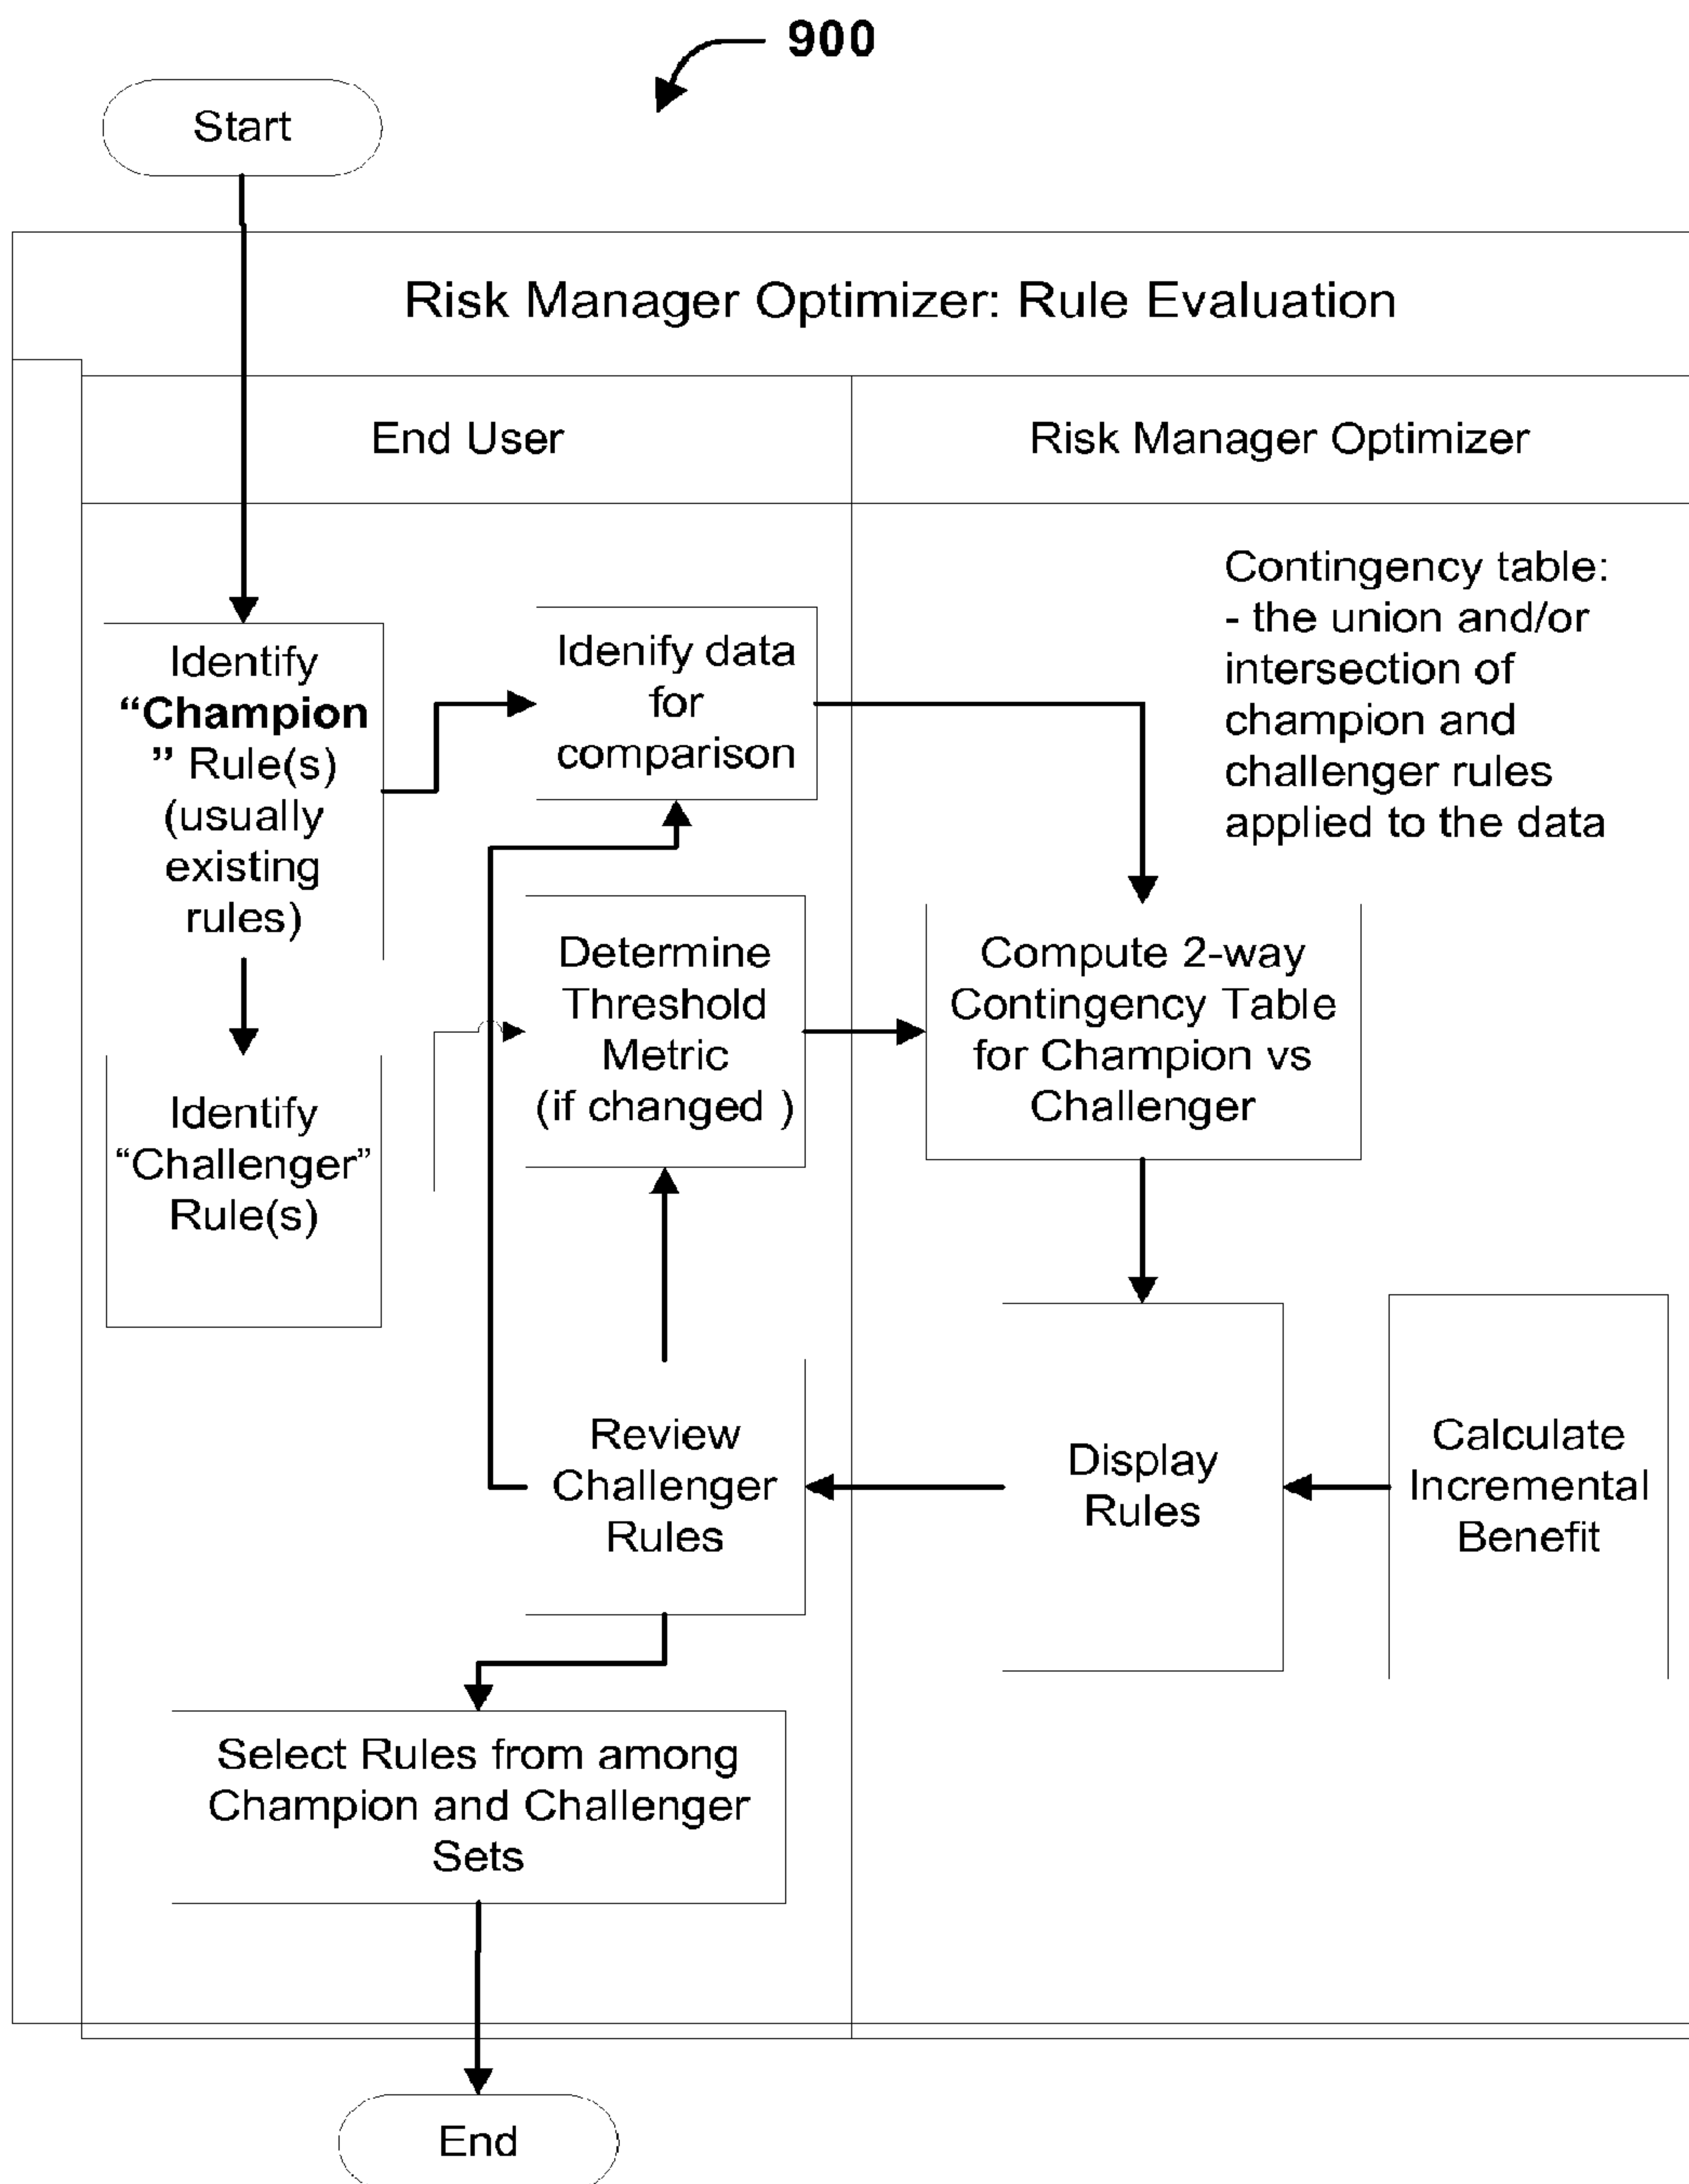 900
Start
Risk Manager Optimizer: Rule Evaluation
End User
Risk Manager Optimizer
Identify
“Champion
” Rule(s)
(usually
existing
rules)
Idenify data
for
comparison
Contingency table:
- the union and/or
intersection of
champion and
challenger rules
applied to the data
Determine
Threshold
Metric
(if changed )
Compute 2-way
Contingency Table
for Champion vs
Challenger
Identify
“Challenger”
Rule(s)
Review
Challenger
Rules
Display
Rules
Calculate
Incremental
Benefit
Select Rules from among
Champion and Challenger
Sets
End